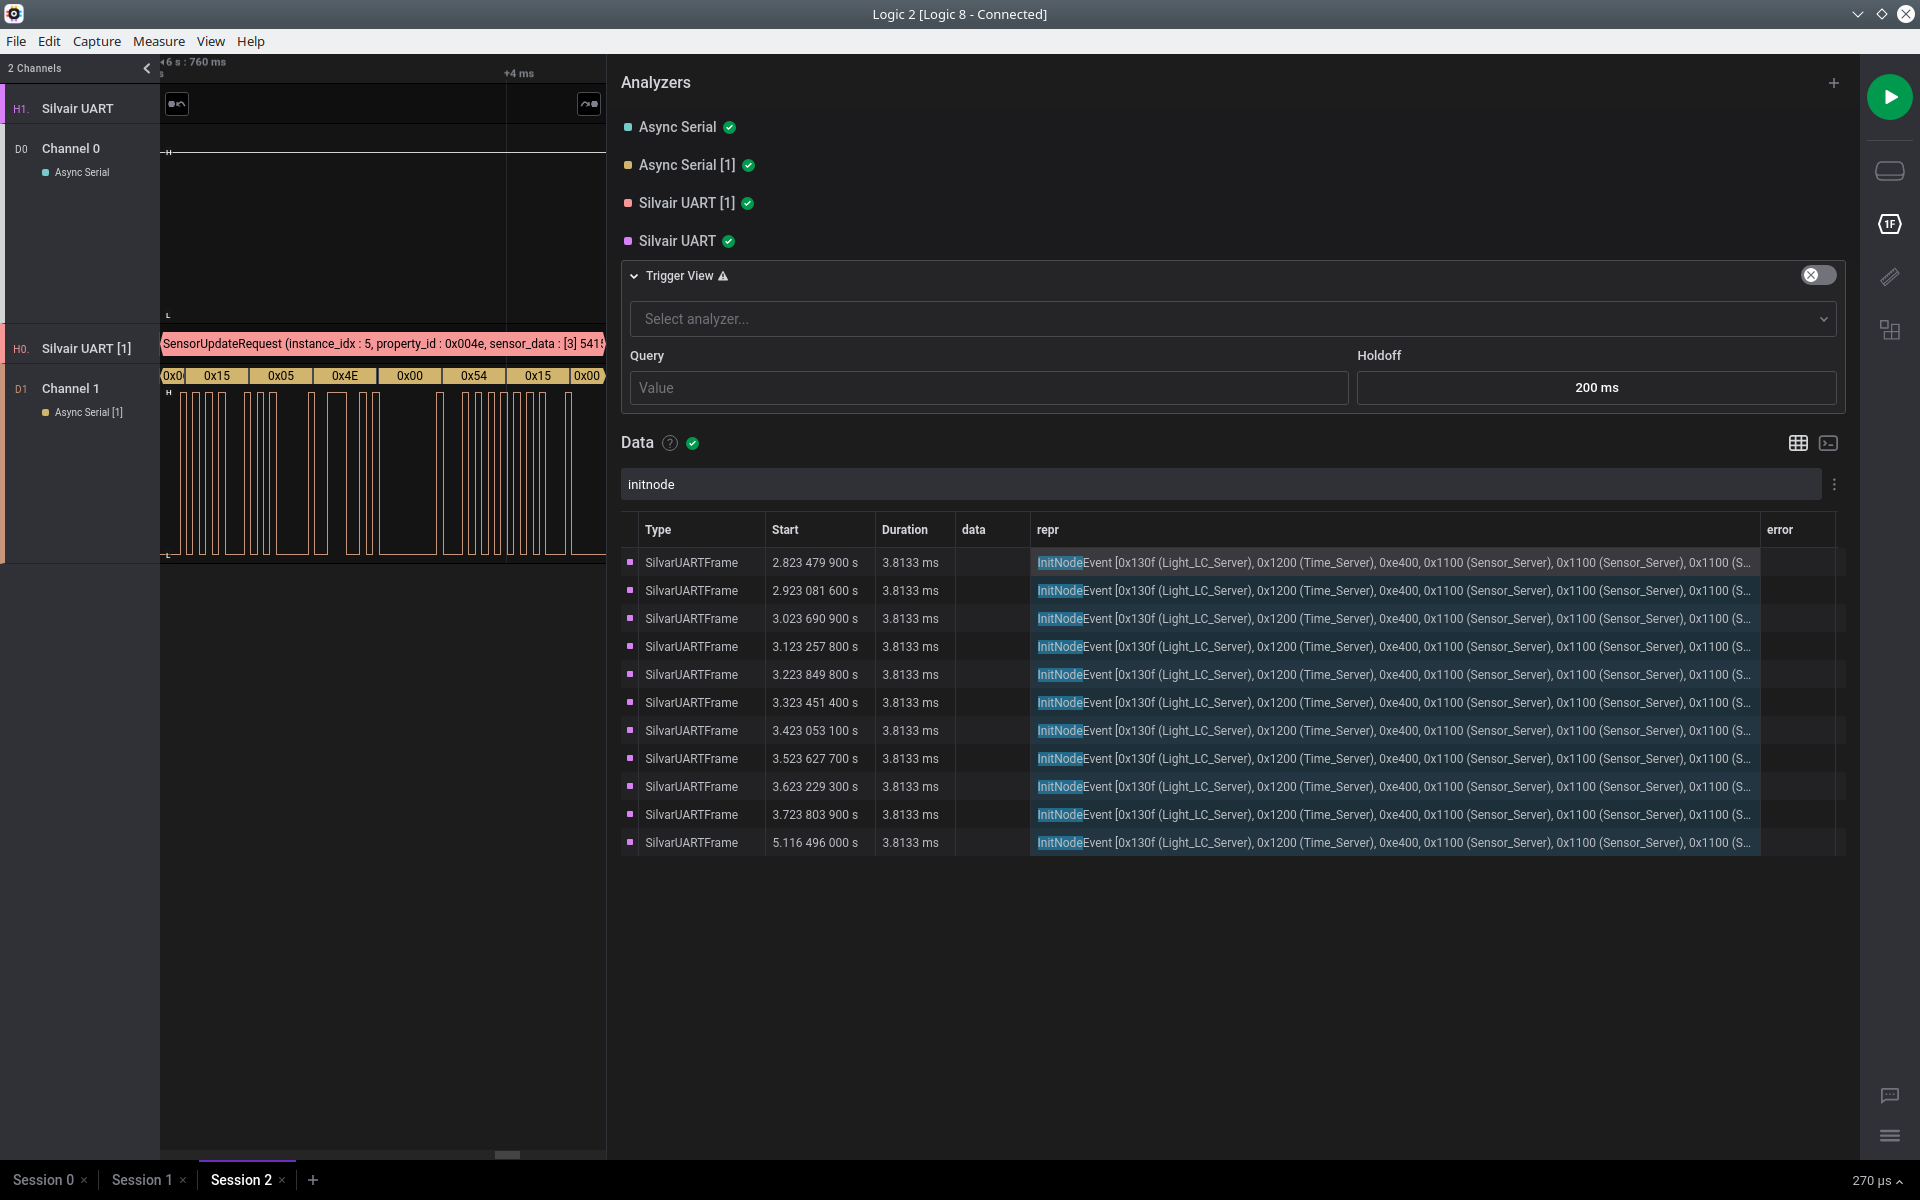 Logic 2 [Logic 8 - Connected]
File Edit Capture Measure View Help
2 Channels
6 s : 760 ms
s
+4 ms
H1. Silvair UART
D0 Channel 0
Async Serial
H
L
H0. Silvair UART [1]
SensorUpdateRequest (instance_idx : 5, property_id : 0x004e, sensor_data : [3] 541
D1 Channel 1
Async Serial [1]
0x0 0x15 0x05 0x4E 0x00 0x54 0x15 0x00
H
L
Analyzers
Async Serial
Async Serial [1]
Silvair UART [1]
Silvair UART
Trigger View
Select analyzer...
Query Holdoff
Value 200 ms
Data ?
initnode
Type Start Duration data repr error
SilvarUARTFrame 2.823 479 900 s 3.8133 ms InitNodeEvent [0x130f (Light_LC_Server), 0x1200 (Time_Server), 0xe400, 0x1100 (Sensor_Server), 0x1100 (Sensor_Server), 0x1100 (S...
SilvarUARTFrame 2.923 081 600 s 3.8133 ms InitNodeEvent [0x130f (Light_LC_Server), 0x1200 (Time_Server), 0xe400, 0x1100 (Sensor_Server), 0x1100 (Sensor_Server), 0x1100 (S...
SilvarUARTFrame 3.023 690 900 s 3.8133 ms InitNodeEvent [0x130f (Light_LC_Server), 0x1200 (Time_Server), 0xe400, 0x1100 (Sensor_Server), 0x1100 (Sensor_Server), 0x1100 (S...
SilvarUARTFrame 3.123 257 800 s 3.8133 ms InitNodeEvent [0x130f (Light_LC_Server), 0x1200 (Time_Server), 0xe400, 0x1100 (Sensor_Server), 0x1100 (Sensor_Server), 0x1100 (S...
SilvarUARTFrame 3.223 849 800 s 3.8133 ms InitNodeEvent [0x130f (Light_LC_Server), 0x1200 (Time_Server), 0xe400, 0x1100 (Sensor_Server), 0x1100 (Sensor_Server), 0x1100 (S...
SilvarUARTFrame 3.323 451 400 s 3.8133 ms InitNodeEvent [0x130f (Light_LC_Server), 0x1200 (Time_Server), 0xe400, 0x1100 (Sensor_Server), 0x1100 (Sensor_Server), 0x1100 (S...
SilvarUARTFrame 3.423 053 100 s 3.8133 ms InitNodeEvent [0x130f (Light_LC_Server), 0x1200 (Time_Server), 0xe400, 0x1100 (Sensor_Server), 0x1100 (Sensor_Server), 0x1100 (S...
SilvarUARTFrame 3.523 627 700 s 3.8133 ms InitNodeEvent [0x130f (Light_LC_Server), 0x1200 (Time_Server), 0xe400, 0x1100 (Sensor_Server), 0x1100 (Sensor_Server), 0x1100 (S...
SilvarUARTFrame 3.623 229 300 s 3.8133 ms InitNodeEvent [0x130f (Light_LC_Server), 0x1200 (Time_Server), 0xe400, 0x1100 (Sensor_Server), 0x1100 (Sensor_Server), 0x1100 (S...
SilvarUARTFrame 3.723 803 900 s 3.8133 ms InitNodeEvent [0x130f (Light_LC_Server), 0x1200 (Time_Server), 0xe400, 0x1100 (Sensor_Server), 0x1100 (Sensor_Server), 0x1100 (S...
SilvarUARTFrame 5.116 496 000 s 3.8133 ms InitNodeEvent [0x130f (Light_LC_Server), 0x1200 (Time_Server), 0xe400, 0x1100 (Sensor_Server), 0x1100 (Sensor_Server), 0x1100 (S...
1F
Session 0 Session 1 Session 2
270 µs